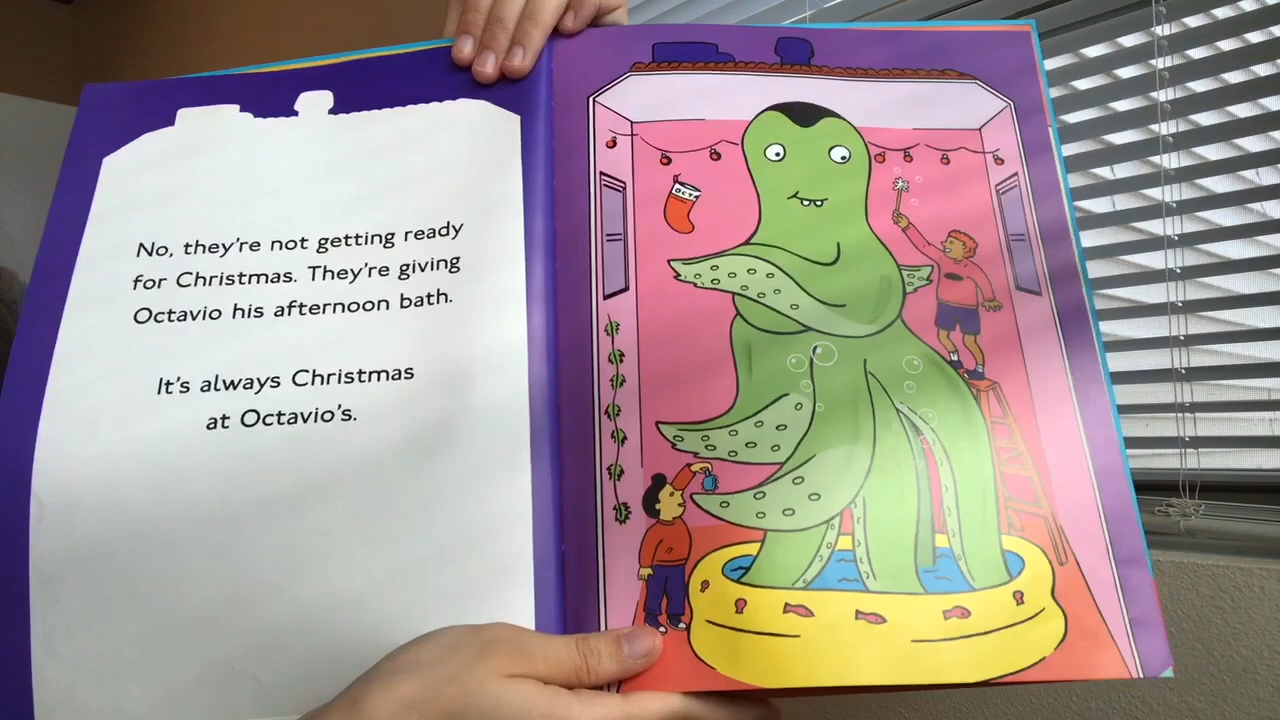 No, they're not getting ready
for Christmas. They're giving
Octavio his afternoon bath.
It's always Christmas
at Octavio's.
OCTA